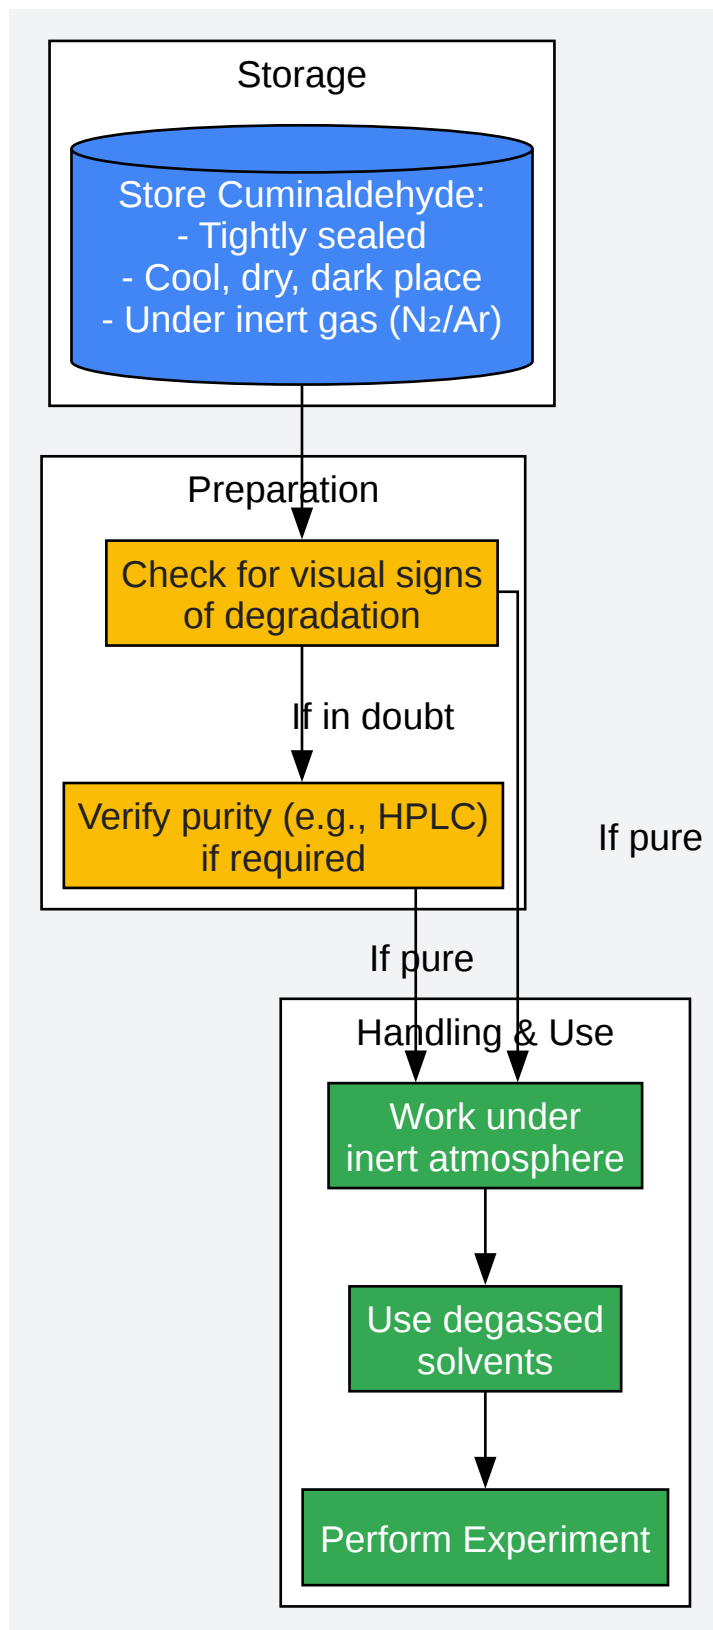 Storage
Store Cuminaldehyde:
- Tightly sealed
- Cool, dry, dark place
- Under inert gas (N₂/Ar)
Preparation
Check for visual signs
of degradation
If in doubt
Verify purity (e.g., HPLC)
if required
If pure
If pure
Handling & Use
Work under
inert atmosphere
Use degassed
solvents
Perform Experiment